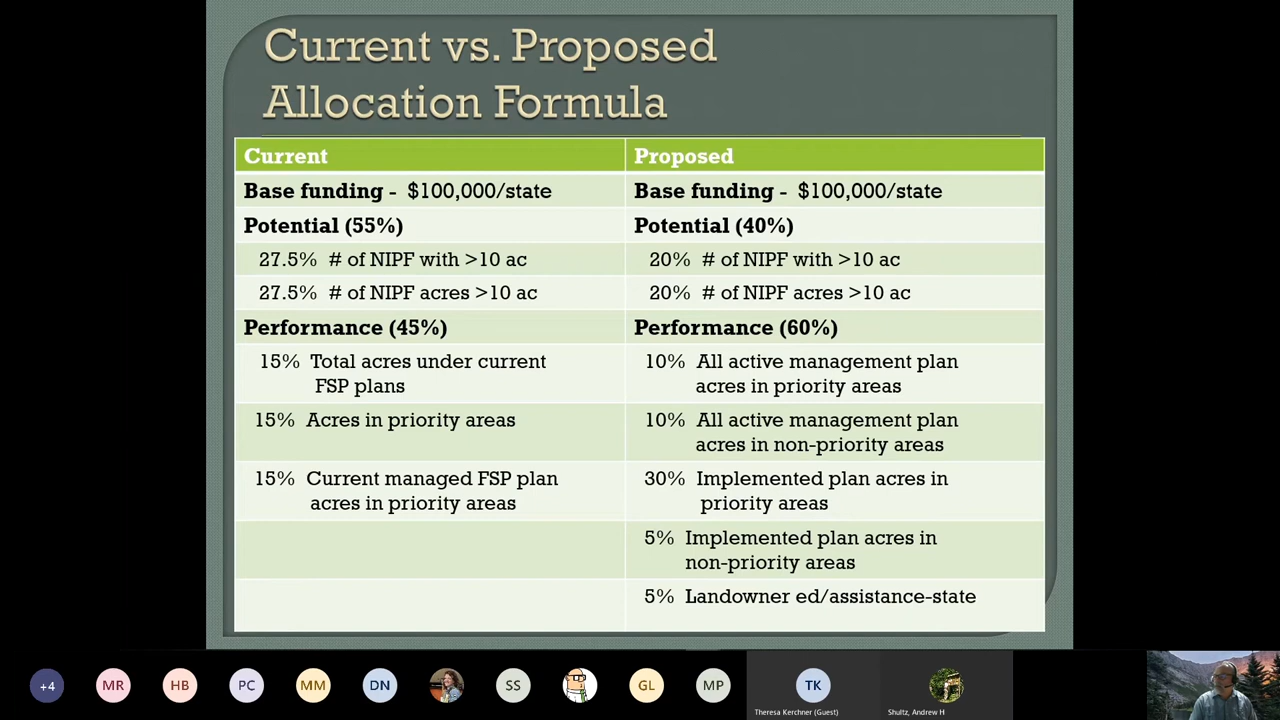 Current vs. Proposed
Allocation Formula
Current
Proposed
Base funding - $100,000/state
Base funding - $100,000/state
Potential (55%)
Potential (40%)
27.5% # of NIPF with >10 ac
20% # of NIPF with >10 ac
27.5% # of NIPF acres >10 ac
20% # of NIPF acres >10 ac
Performance (45%)
Performance (60%)
15% Total acres under current
FSP plans
10% All active management plan
acres in priority areas
15% Acres in priority areas
10% All active management plan
acres in non-priority areas
15% Current managed FSP plan
acres in priority areas
30% Implemented plan acres in
priority areas
5% Implemented plan acres in
non-priority areas
5% Landowner ed/assistance-state
+4
MR
HB
PC
MM
DN
SS
GL
MP
TK
Theresa Kerchner (Guest)
Shultz, Andrew H